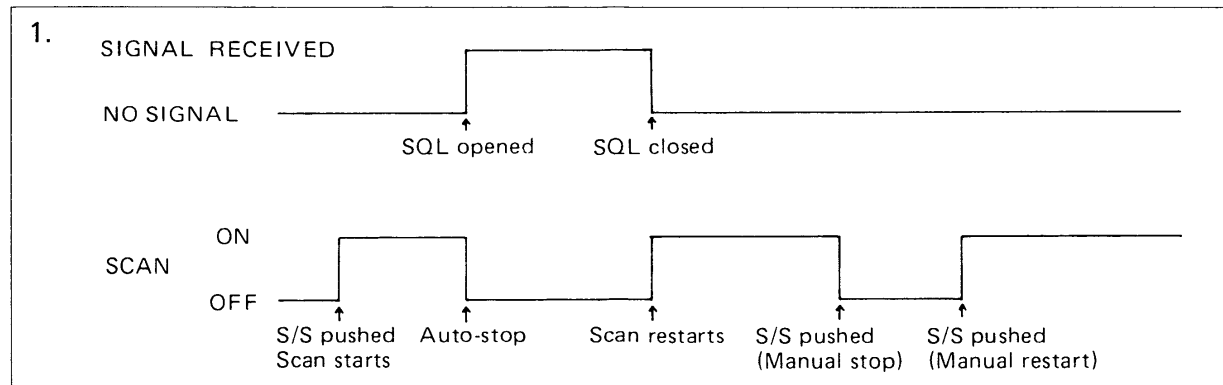 1.
SIGNAL RECEIVED
NO SIGNAL
SQL opened
SQL closed
ON
SCAN
OFF
S/S pushed
Scan starts
Auto-stop
Scan restarts
S/S pushed
(Manual stop)
S/S pushed
(Manual restart)